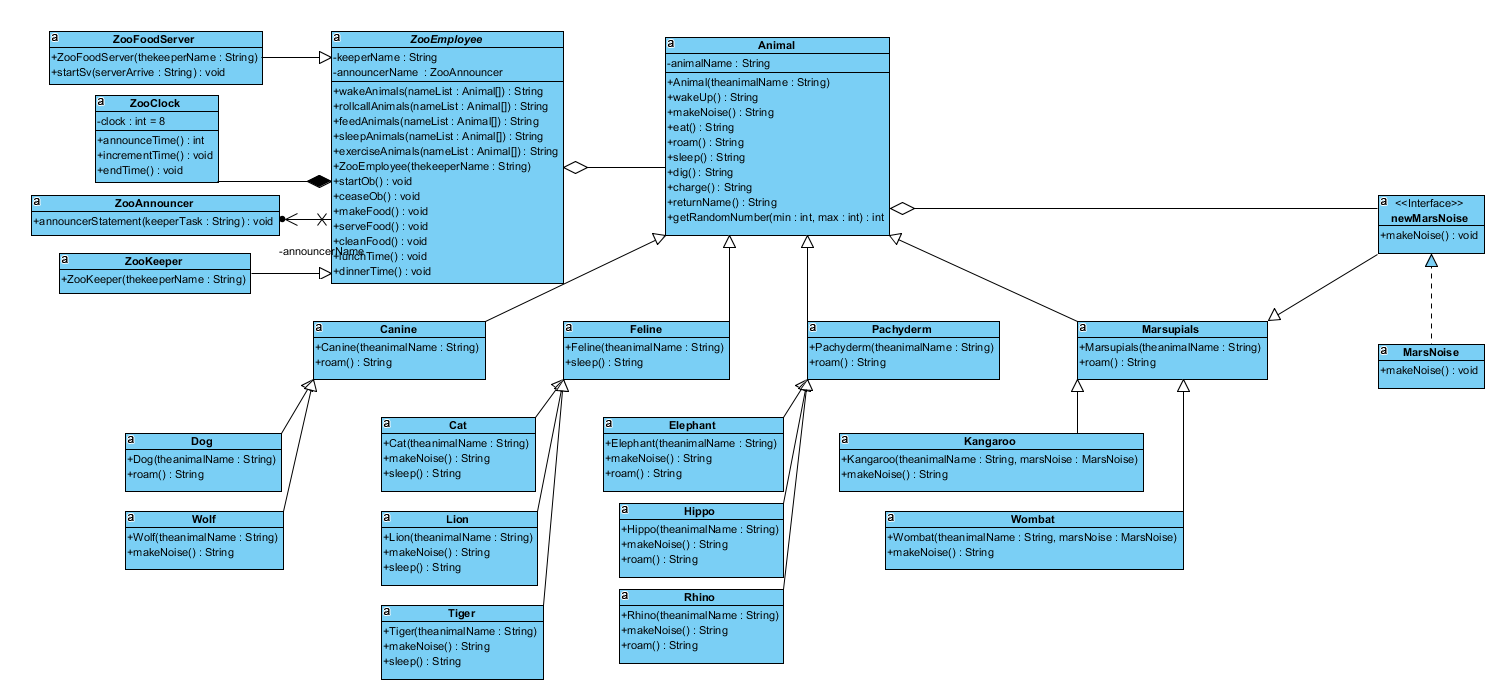 a
ZooFoodServer
+ZooFoodServer(thekeeperName : String)
+startSv(serverArrive : String) : void
a
ZooClock
-clock : int = 8
+announceTime() : int
+incrementTime() : void
+endTime() : void
a
ZooAnnouncer
+announcerStatement(keeperTask : String) : void
a
ZooKeeper
+ZooKeeper(thekeeperName : String)
a
ZooEmployee
-keeperName : String
-announcerName : ZooAnnouncer
+wakeAnimals(nameList : Animal[]) : String
+rollcallAnimals(nameList : Animal[]) : String
+feedAnimals(nameList : Animal[]) : String
+sleepAnimals(nameList : Animal[]) : String
+exerciseAnimals(nameList : Animal[]) : String
+ZooEmployee(thekeeperName : String)
+startOb() : void
+ceaseOb() : void
+makeFood() : void
+serveFood() : void
+cleanFood() : void
+lunchTime() : void
+dinnerTime() : void
-announcerName
a
Animal
-animalName : String
+Animal(theanimalName : String)
+wakeUp() : String
+makeNoise() : String
+eat() : String
+roam() : String
+sleep() : String
+dig() : String
+charge() : String
+returnName() : String
+getRandomNumber(min : int, max : int) : int
a
<<Interface>>
newMarsNoise
+makeNoise() : void
a
Canine
+Canine(theanimalName : String)
+roam() : String
a
Feline
+Feline(theanimalName : String)
+sleep() : String
a
Pachyderm
+Pachyderm(theanimalName : String)
+roam() : String
a
Marsupials
+Marsupials(theanimalName : String)
+roam() : String
a
MarsNoise
+makeNoise() : void
a
Dog
+Dog(theanimalName : String)
+roam() : String
a
Wolf
+Wolf(theanimalName : String)
+makeNoise() : String
a
Cat
+Cat(theanimalName : String)
+makeNoise() : String
+sleep() : String
a
Lion
+Lion(theanimalName : String)
+makeNoise() : String
+sleep() : String
a
Tiger
+Tiger(theanimalName : String)
+makeNoise() : String
+sleep() : String
a
Elephant
+Elephant(theanimalName : String)
+makeNoise() : String
+roam() : String
a
Hippo
+Hippo(theanimalName : String)
+makeNoise() : String
+roam() : String
a
Rhino
+Rhino(theanimalName : String)
+makeNoise() : String
+roam() : String
a
Kangaroo
+Kangaroo(theanimalName : String, marsNoise : MarsNoise)
+makeNoise() : String
a
Wombat
+Wombat(theanimalName : String, marsNoise : MarsNoise)
+makeNoise() : String